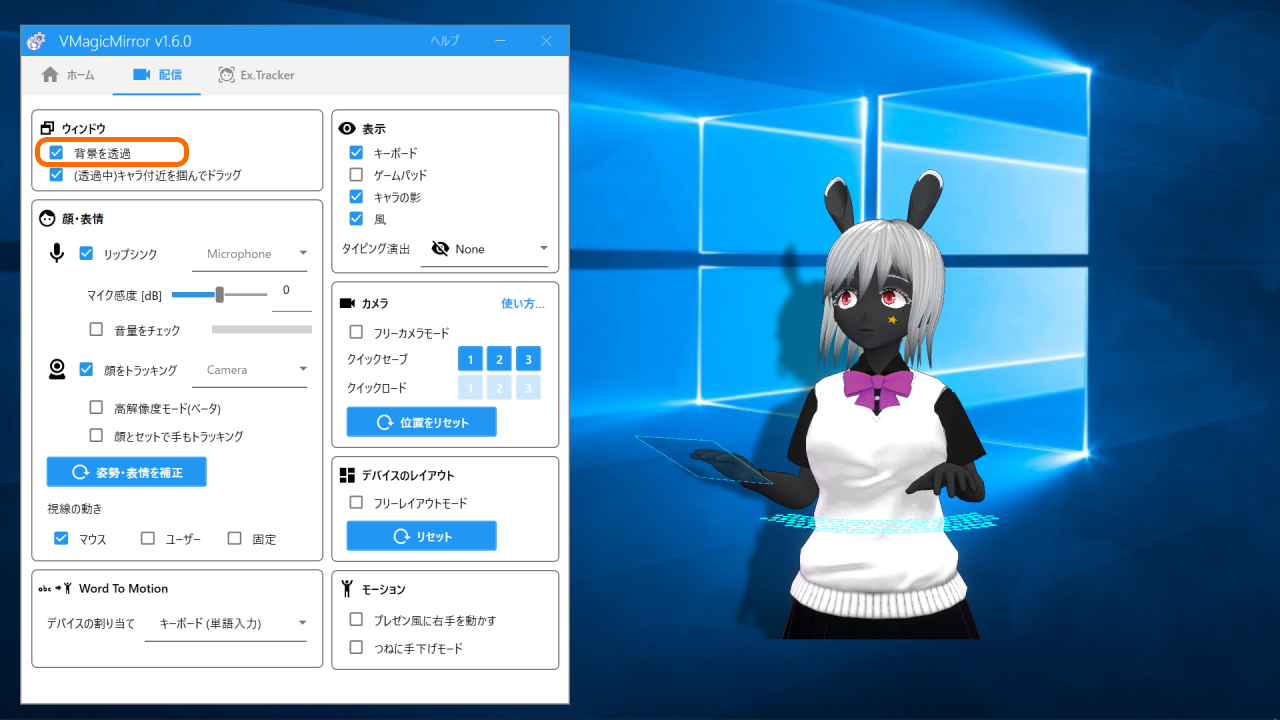 VMagicMirror v1.6.0
ヘルプ
ホーム
配信
Ex.Tracker
ウィンドウ
背景を透過
(透過中)キャラ付近を掴んでドラッグ
顔・表情
リップシンク
Microphone
マイク感度 [dB]
0
音量をチェック
顔をトラッキング
Camera
高解像度モード(ベータ)
顔とセットで手もトラッキング
姿勢・表情を補正
視線の動き
マウス
ユーザー
固定
abc
Word To Motion
デバイスの割り当て
キーボード (単語入力)
表示
キーボード
ゲームパッド
キャラの影
風
タイピング演出
None
カメラ
使い方...
フリーカメラモード
クイックセーブ
1 2 3
クイックロード
1 2 3
位置をリセット
デバイスのレイアウト
フリーレイアウトモード
リセット
モーション
プレゼン風に右手を動かす
つねに手下げモード